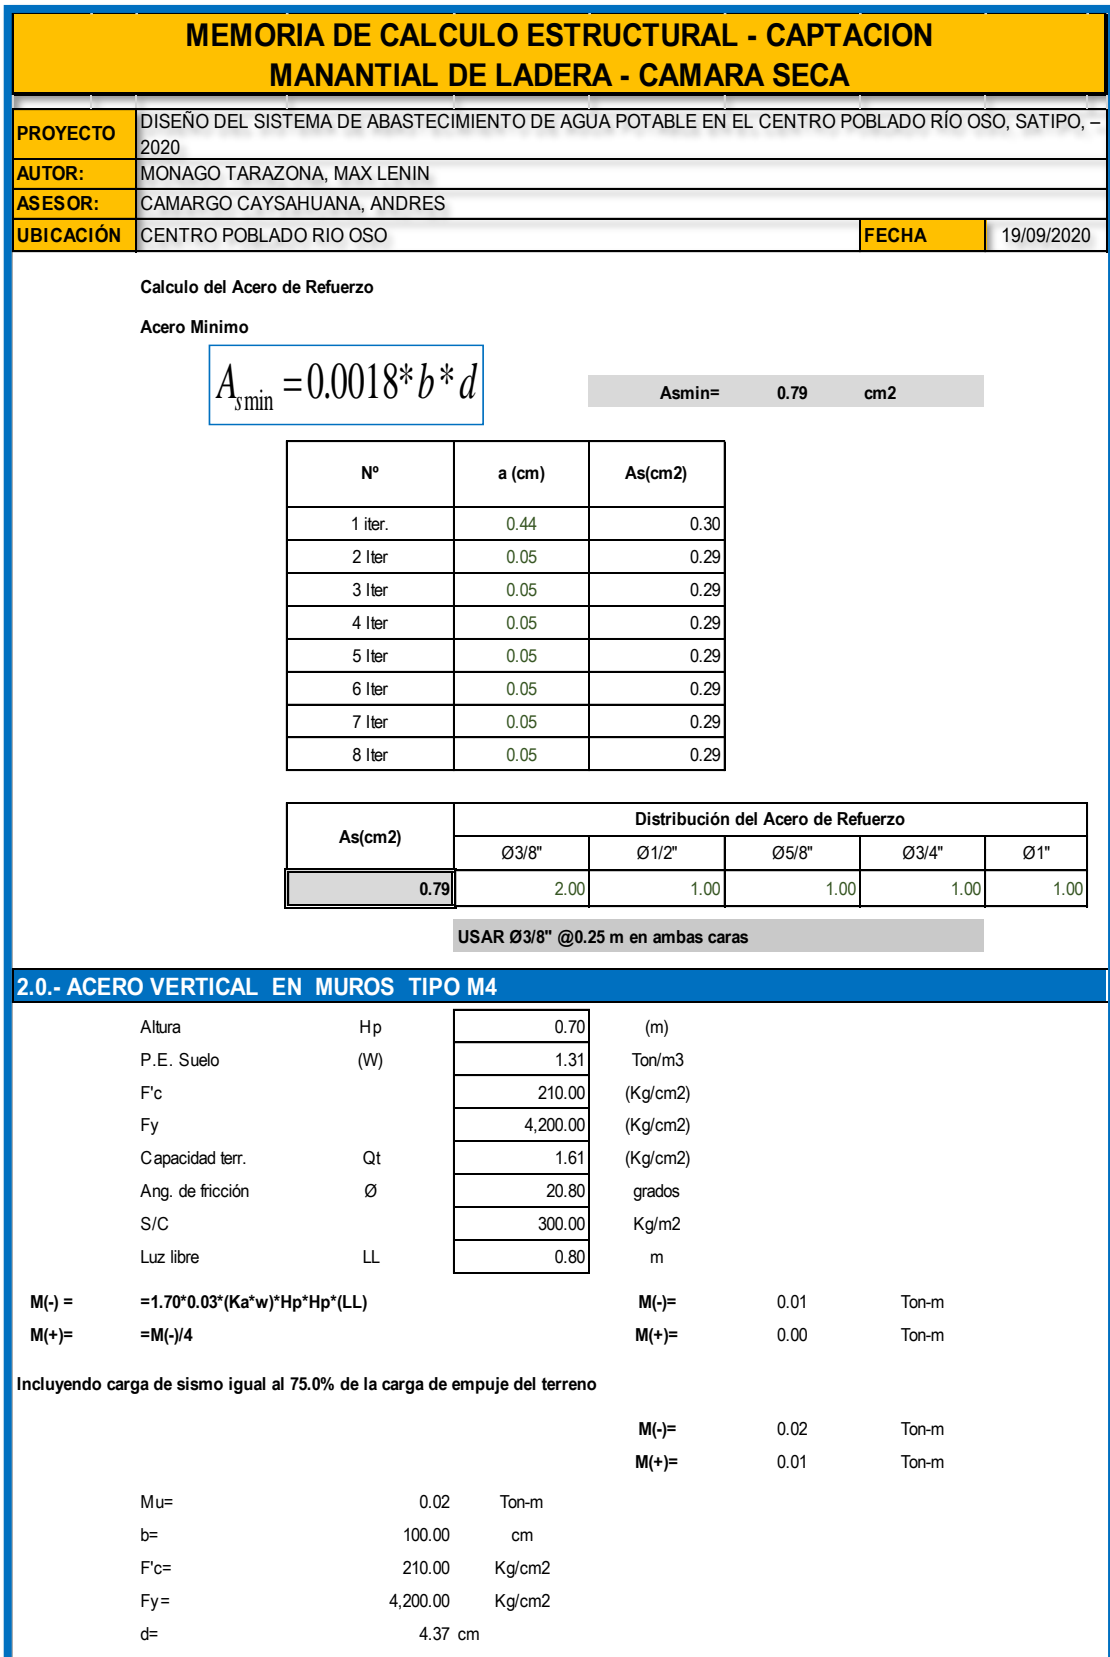 MEMORIA DE CALCULO ESTRUCTURAL - CAPTACION
MANANTIAL DE LADERA - CAMARA SECA
PROYECTO DISEÑO DEL SISTEMA DE ABASTECIMIENTO DE AGUA POTABLE EN EL CENTRO POBLADO RÍO OSO, SATIPO, –
2020
AUTOR: MONAGO TARAZONA, MAX LENIN
ASESOR: CAMARGO CAYSAHUANA, ANDRES
UBICACIÓN CENTRO POBLADO RIO OSO FECHA 19/09/2020
Calculo del Acero de Refuerzo
Acero Minimo
Asmin =0.0018*b*d
Asmin= 0.79 cm2
Nº a (cm) As(cm2)
1 iter. 0.44 0.30
2 Iter 0.05 0.29
3 Iter 0.05 0.29
4 Iter 0.05 0.29
5 Iter 0.05 0.29
6 Iter 0.05 0.29
7 Iter 0.05 0.29
8 Iter 0.05 0.29
As(cm2) Distribución del Acero de Refuerzo
Ø3/8" Ø1/2" Ø5/8" Ø3/4" Ø1"
0.79 2.00 1.00 1.00 1.00 1.00
USAR Ø3/8" @0.25 m en ambas caras
2.0.- ACERO VERTICAL EN MUROS TIPO M4
Altura Hp 0.70 (m)
P.E. Suelo (W) 1.31 Ton/m3
F'c 210.00 (Kg/cm2)
Fy 4,200.00 (Kg/cm2)
Capacidad terr. Qt 1.61 (Kg/cm2)
Ang. de fricción Ø 20.80 grados
S/C 300.00 Kg/m2
Luz libre LL 0.80 m
M(-) = =1.70*0.03*(Ka*w)*Hp*Hp*(LL) M(-)= 0.01 Ton-m
M(+)= =M(-)/4 M(+)= 0.00 Ton-m
Incluyendo carga de sismo igual al 75.0% de la carga de empuje del terreno
M(-)= 0.02 Ton-m
M(+)= 0.01 Ton-m
Mu= 0.02 Ton-m
b= 100.00 cm
F'c= 210.00 Kg/cm2
Fy= 4,200.00 Kg/cm2
d= 4.37 cm